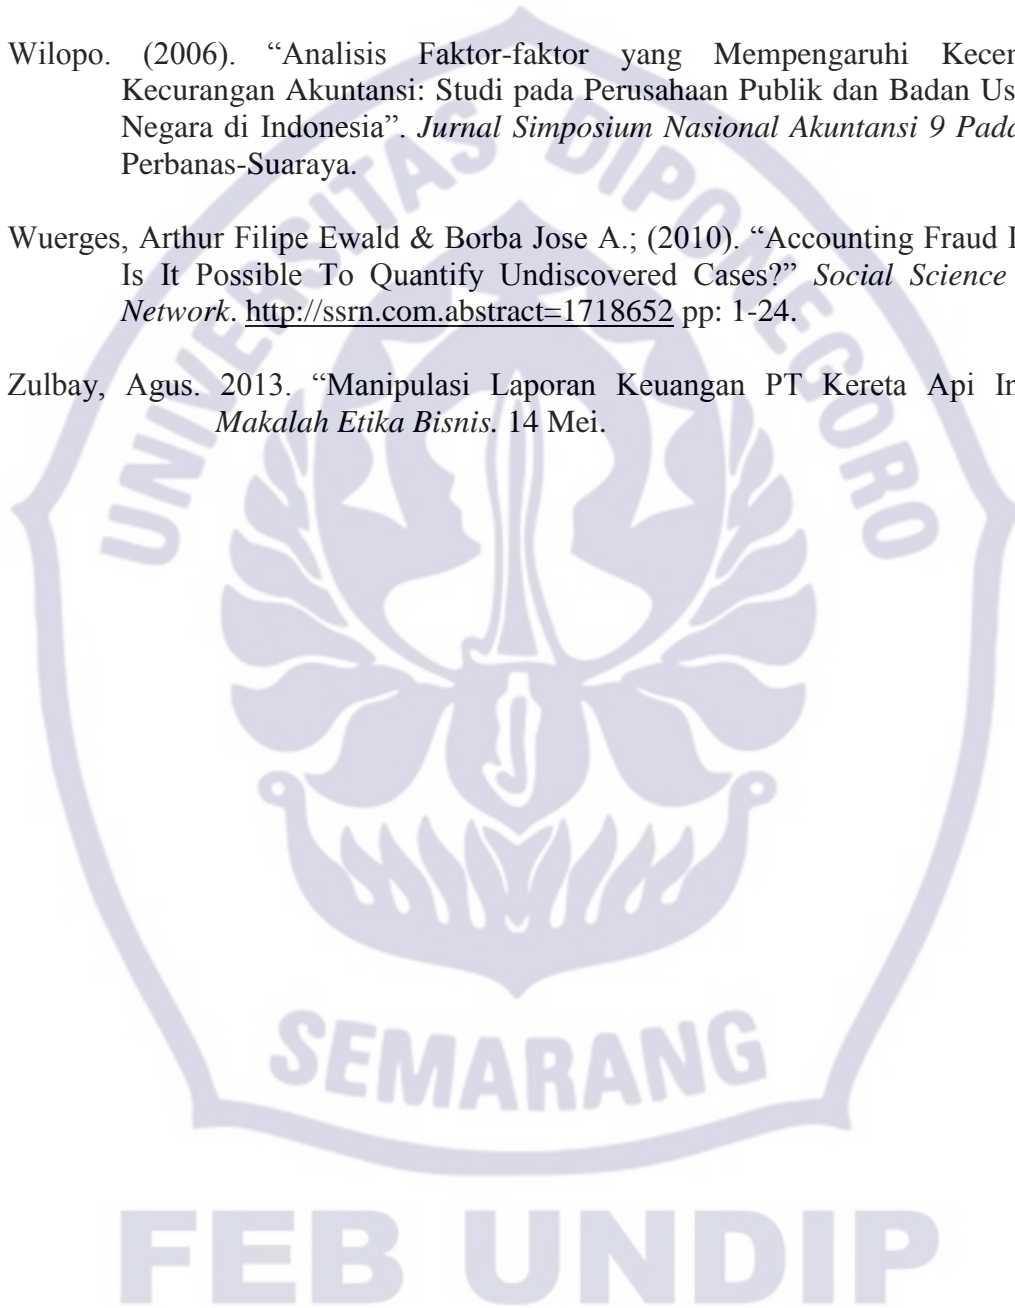 Wilopo. (2006). “Analisis Faktor-faktor yang Mempengaruhi Kecen
Kecurangan Akuntansi: Studi pada Perusahaan Publik dan Badan Us
Negara di Indonesia”. Jurnal Simposium Nasional Akuntansi 9 Pada
Perbanas-Suaraya.
Wuerges, Arthur Filipe Ewald & Borba Jose A.; (2010). “Accounting Fraud
Is It Possible To Quantify Undiscovered Cases?” Social Science
Network. http://ssrn.com.abstract=1718652 pp: 1-24.
Zulbay, Agus. 2013. “Manipulasi Laporan Keuangan PT Kereta Api In
Makalah Etika Bisnis. 14 Mei.
UNIVERSITAS DIPONEGORO
SEMARANG
FEB UNDIP